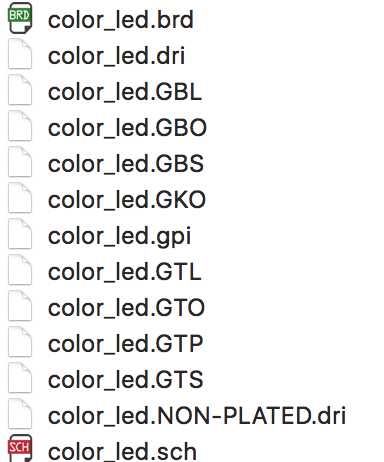 BRD color_led.brd
color_led.dri
color_led.GBL
color_led.GBO
color_led.GBS
color_led.GKO
color_led.gpi
color_led.GTL
color_led.GTO
color_led.GTP
color_led.GTS
color_led.NON-PLATED.dri
SCH color_led.sch